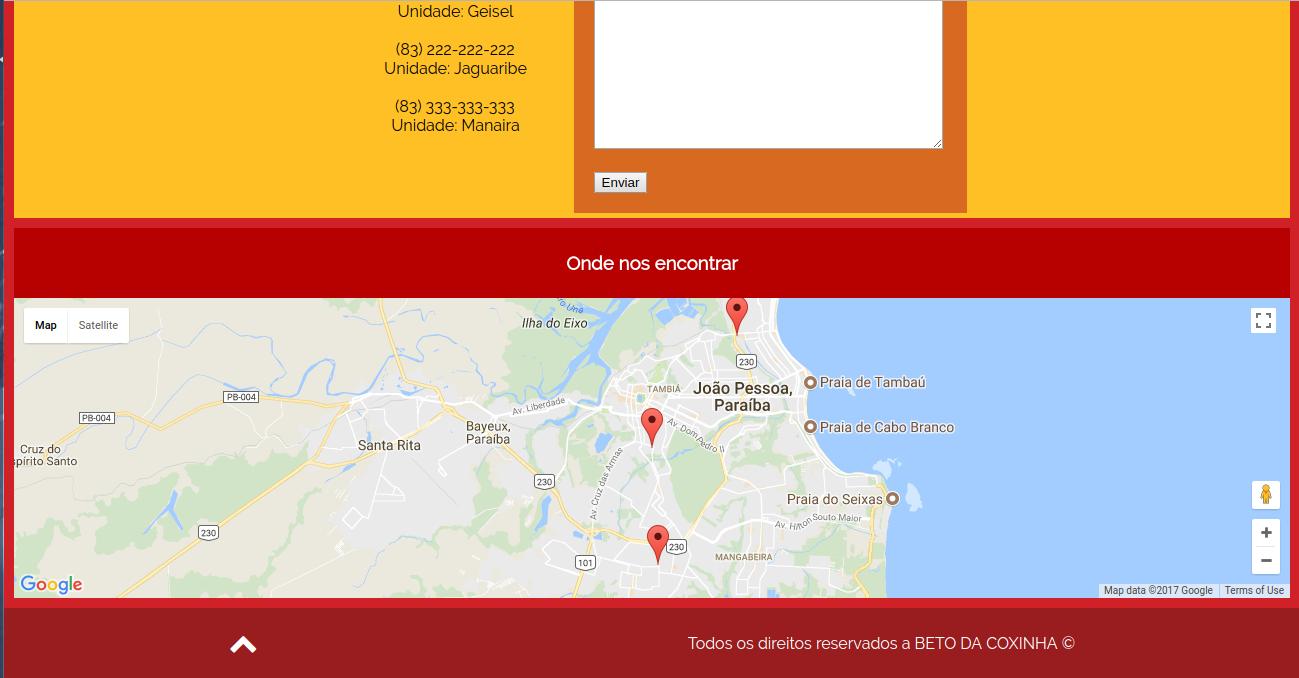 Unidade: Geisel
(83) 222-222-222
Unidade: Jaguaribe
(83) 333-333-333
Unidade: Manaira
Enviar
Onde nos encontrar
Map
Satellite
Ilha do Eixo
230
TAMBIÁ
João Pessoa,
Paraíba
Praia de Tambaú
PB-004
PB-004
Av. Liberdade
Bayeux,
Paraíba
Av. Dom Pedro II
Praia de Cabo Branco
Santa Rita
Cruz do
spírito Santo
230
Av. Cruz das Armas
Praia do Seixas
Av. Hilton Souto Maior
230
230
101
MANGABEIRA
Google
Map data ©2017 Google
Terms of Use
Todos os direitos reservados a BETO DA COXINHA ©